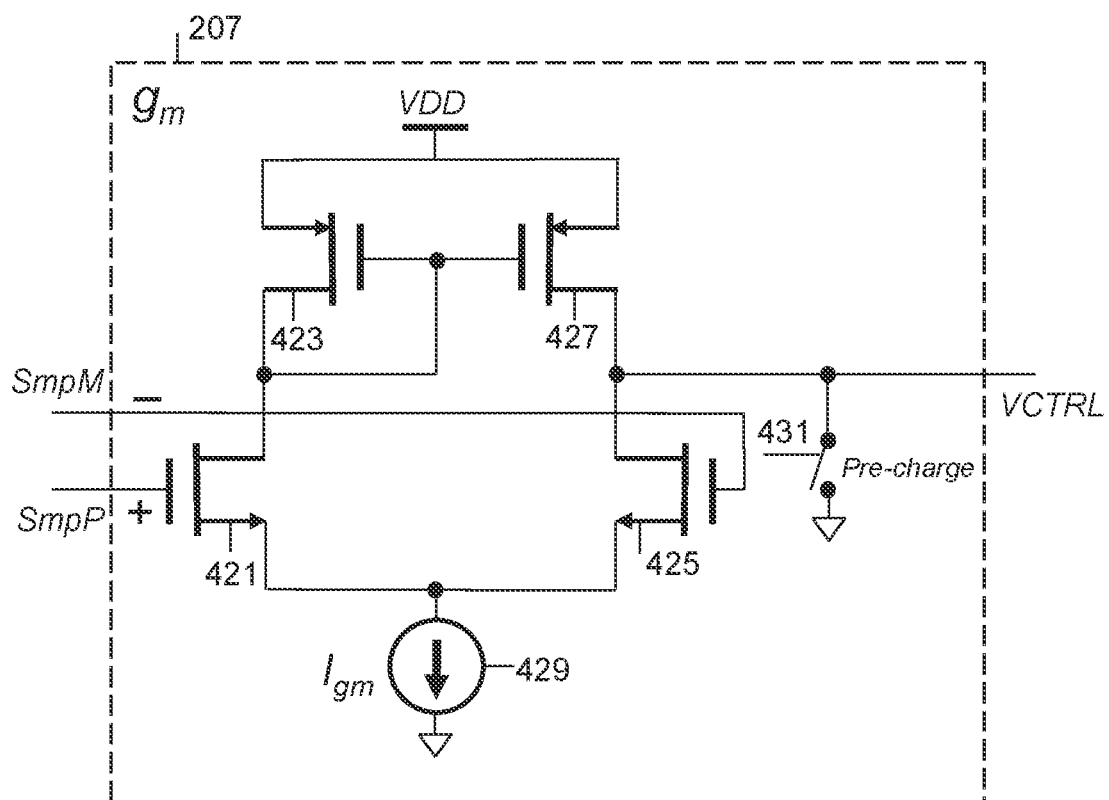 207
gm
VDD
423
427
SmpM
−
VCTRL
431
Pre-charge
SmpP
+
421
425
Igm
429